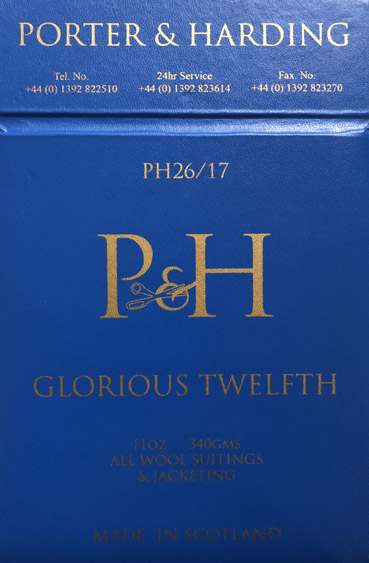 PORTER & HARDING
Tel. No. 24hr Service Fax. No.
+44 (0) 1392 822510 +44 (0) 1392 823614 +44 (0) 1392 823270
PH26/17
P&H
GLORIOUS TWELFTH
11OZ 340GMS
ALL WOOL SUITINGS
& JACKETING
MADE IN SCOTLAND